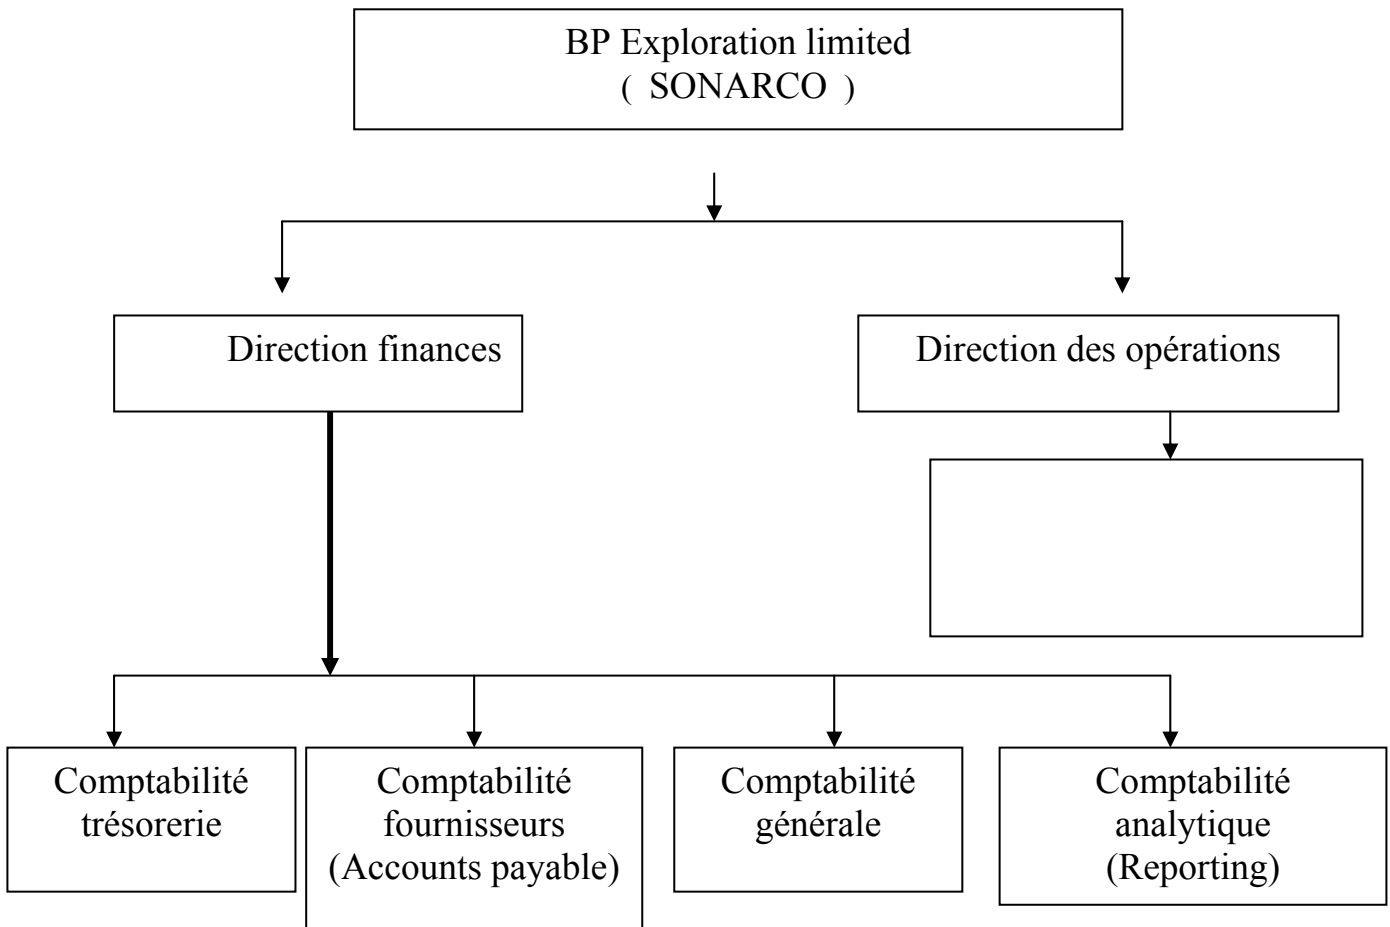 BP Exploration limited
( SONARCO )
Direction finances
Direction des opérations
Comptabilité
trésorerie
Comptabilité
fournisseurs
(Accounts payable)
Comptabilité
générale
Comptabilité
analytique
(Reporting)